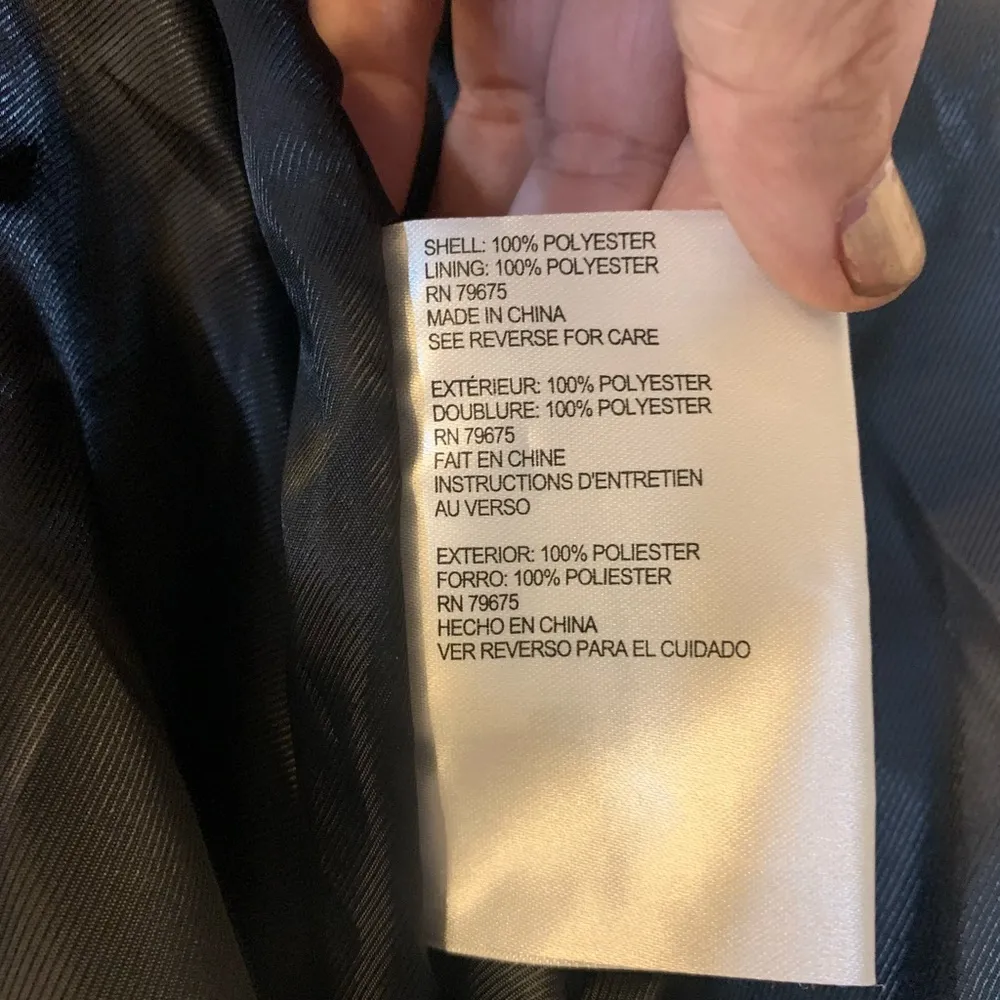 SHELL: 100% POLYESTER
LINING: 100% POLYESTER
RN 79675
MADE IN CHINA
SEE REVERSE FOR CARE
EXTÉRIEUR: 100% POLYESTER
DOUBLURE: 100% POLYESTER
RN 79675
FAIT EN CHINE
INSTRUCTIONS D'ENTRETIEN
AU VERSO
EXTERIOR: 100% POLIESTER
FORRO: 100% POLIESTER
RN 79675
HECHO EN CHINA
VER REVERSO PARA EL CUIDADO